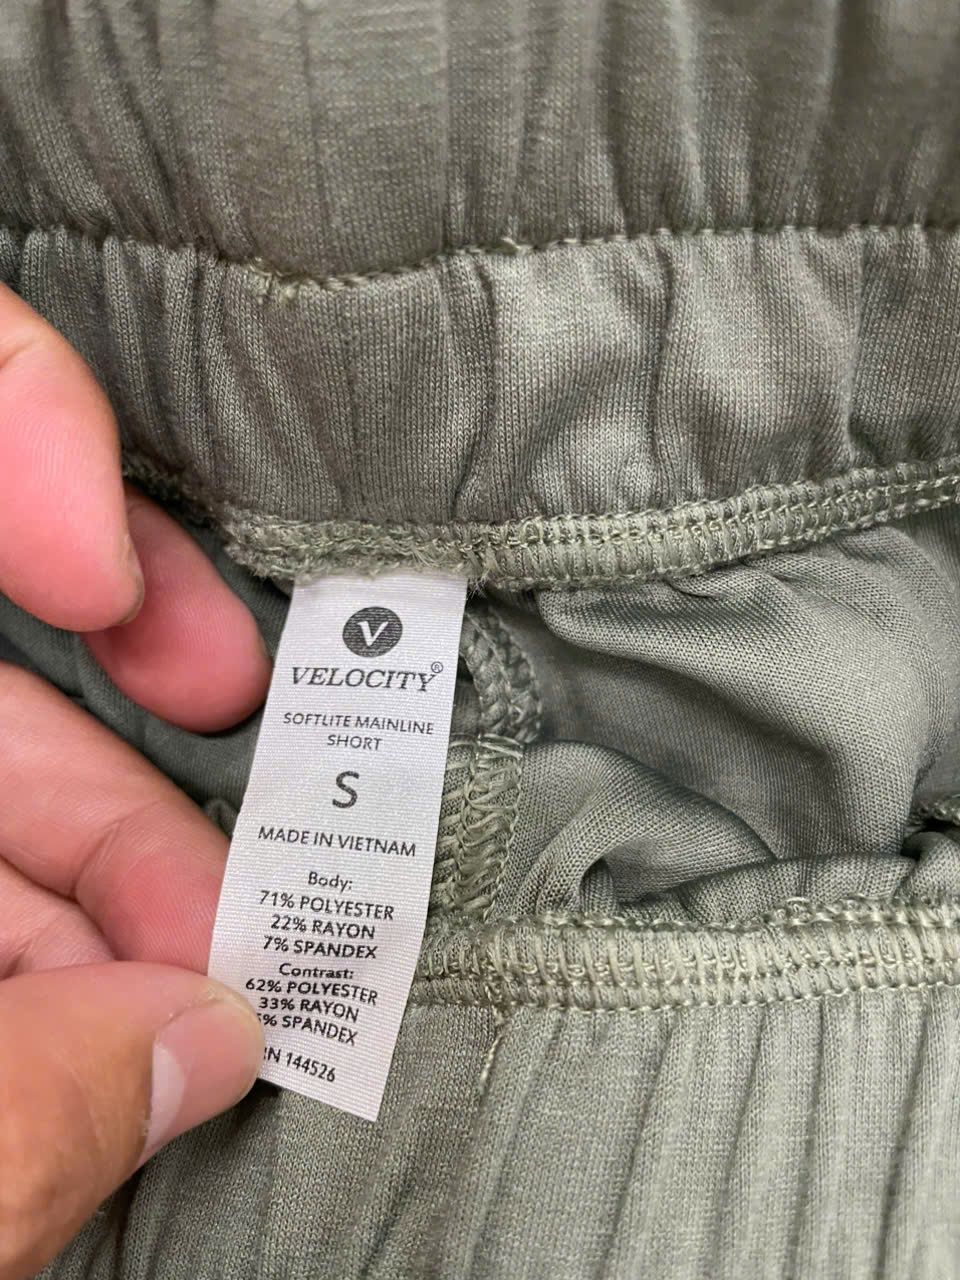 V
VELOCITY®
SOFTLITE MAINLINE
SHORT
S
MADE IN VIETNAM
Body:
71% POLYESTER
22% RAYON
7% SPANDEX
Contrast:
62% POLYESTER
33% RAYON
5% SPANDEX
144526